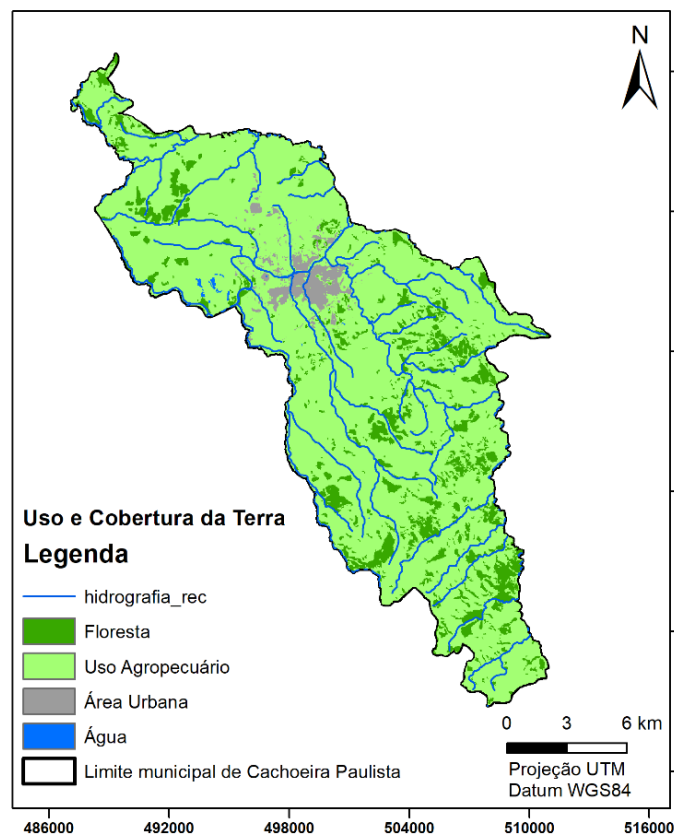 N
Uso e Cobertura da Terra
Legenda
hidrografia_rec
Floresta
Uso Agropecuário
Área Urbana
Água
Limite municipal de Cachoeira Paulista
0 3 6 km
Projeção UTM
Datum WGS84
486000 492000 498000 504000 510000 516000